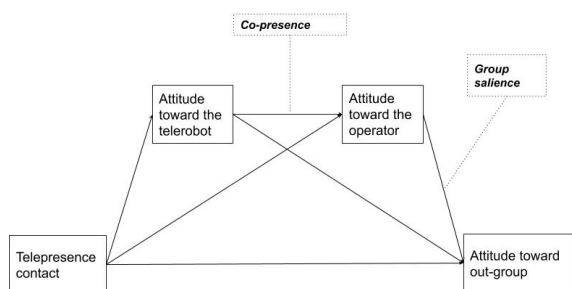 Co-presence
Group
salience
Attitude
toward the
telerobot
Attitude
toward the
operator
Telepresence
contact
Attitude toward
out-group